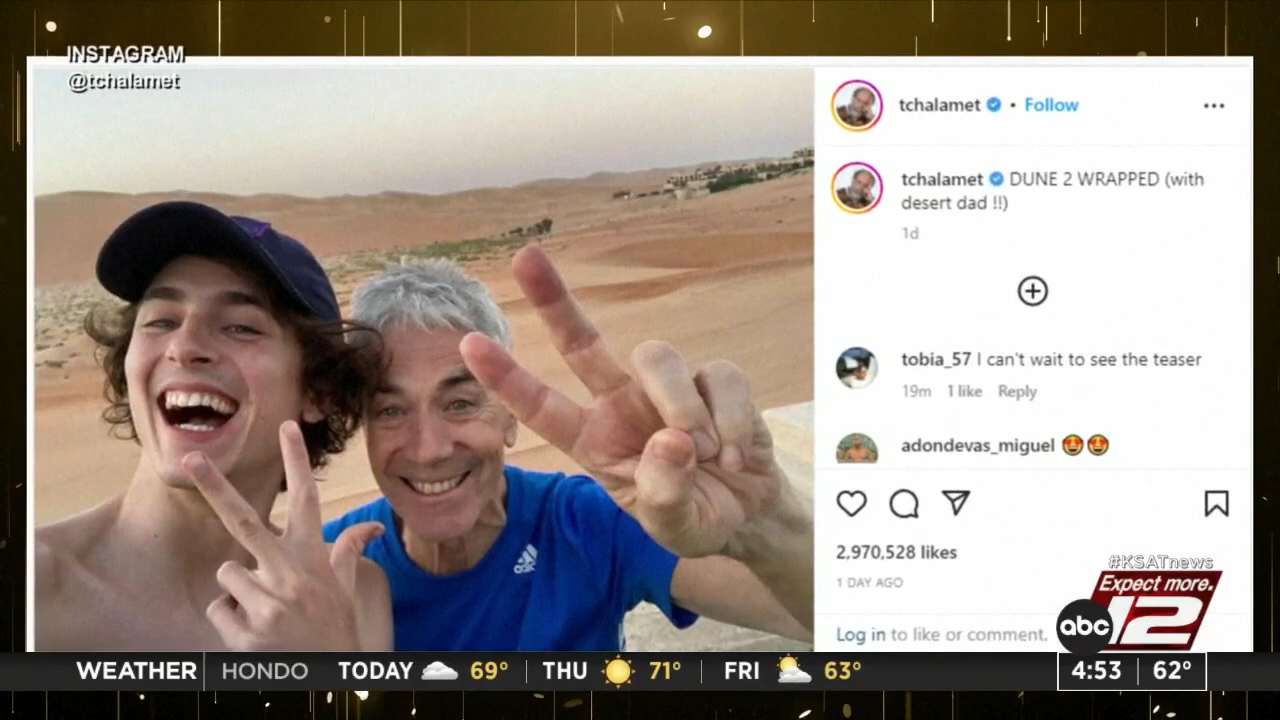 INSTAGRAM
@tchalamet
tchalamet • Follow
tchalamet DUNE 2 WRAPPED (with
desert dad !!)
1d
tobia_57 I can't wait to see the teaser
19m 1 like Reply
adondevas_miguel
2,970,528 likes
1 DAY AGO
Log in to like or comment.
adidas
#KSATnews
Expect more.
abc 12
WEATHER HONDO TODAY 69° THU 71° FRI 63° 4:53 62°